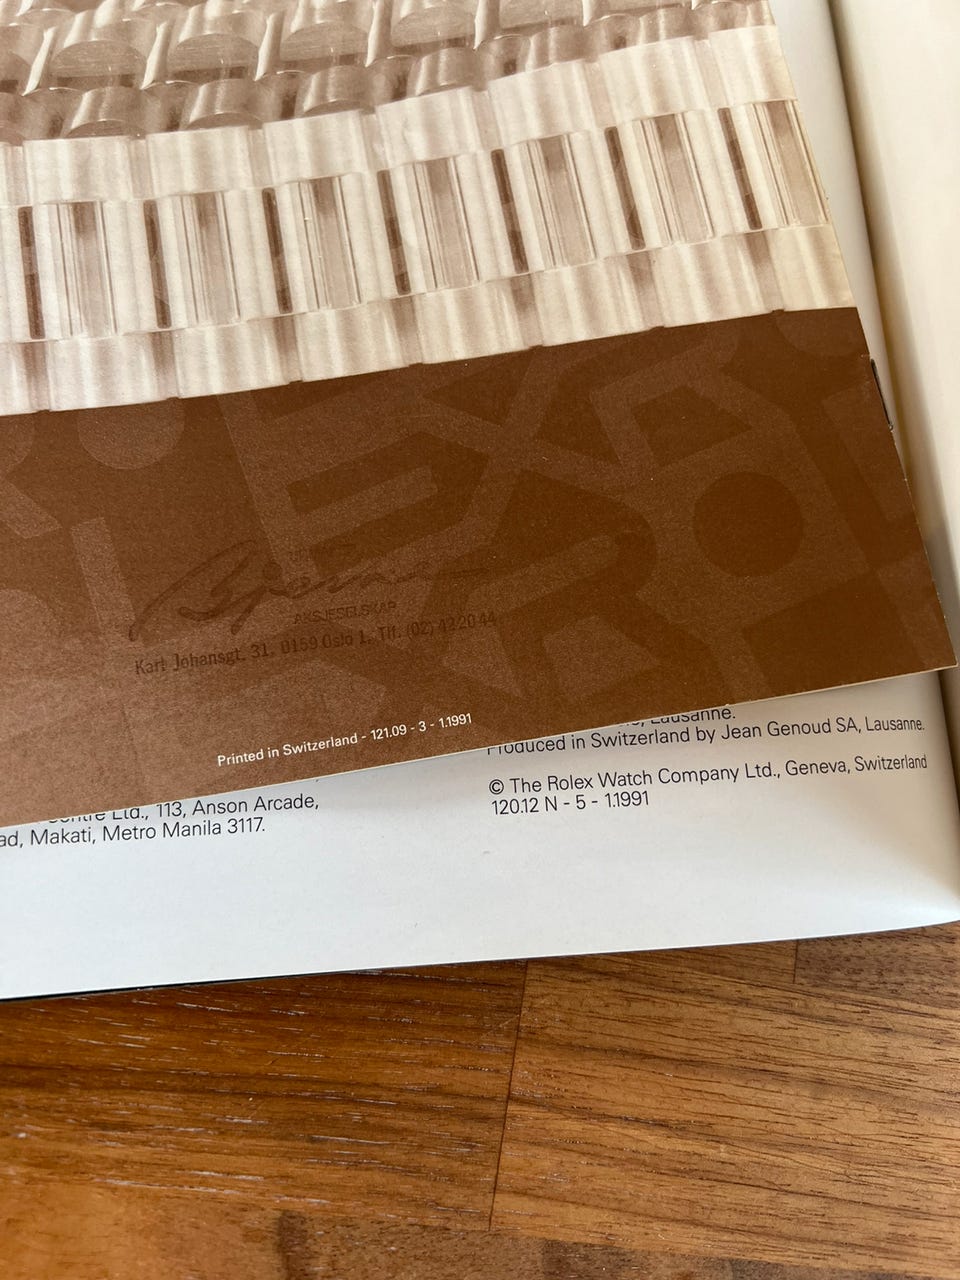 Bjerke
AKSJESELSKAP
Karl Johansgt. 31, 0159 Oslo 1. Tlf. (02) 42 20 44
Printed in Switzerland - 121.09 - 3 - 1.1991
Lausanne.
Produced in Switzerland by Jean Genoud SA, Lausanne.
© The Rolex Watch Company Ltd., Geneva, Switzerland
120.12 N - 5 - 1.1991
Centre Ltd., 113, Anson Arcade,
ad, Makati, Metro Manila 3117.